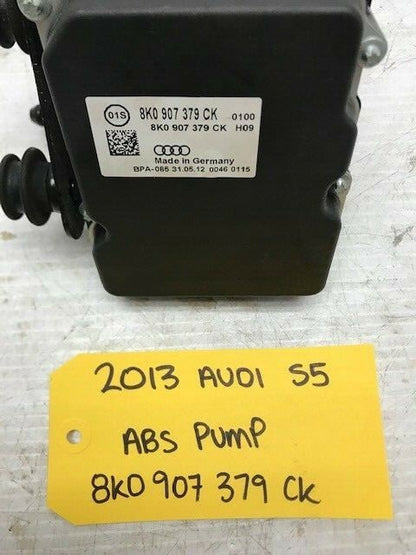 01S 8K0 907 379 CK 0100
8K0 907 379 CK H09
Made in Germany
BPA-086 31.05.12 0046 0115
2013 AUDI S5
ABS PUMP
8K0 907 379 CK